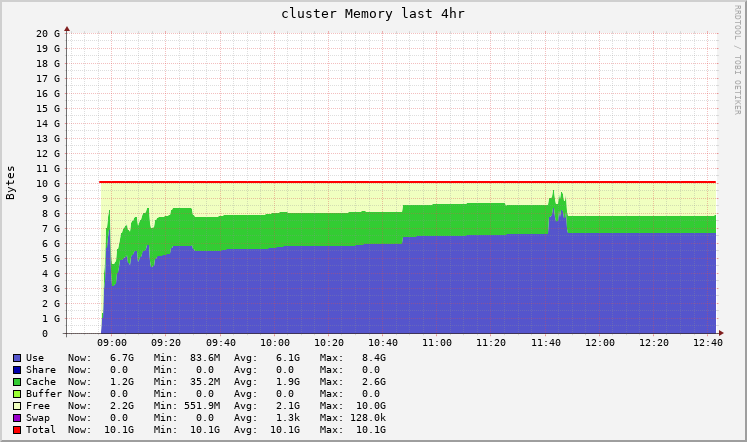 cluster Memory last 4hr
RRDTOOL / TOBI OETIKER
Bytes
20 G
19 G
18 G
17 G
16 G
15 G
14 G
13 G
12 G
11 G
10 G
9 G
8 G
7 G
6 G
5 G
4 G
3 G
2 G
1 G
0
09:00 09:20 09:40 10:00 10:20 10:40 11:00 11:20 11:40 12:00 12:20 12:40
Use Now: 6.7G Min: 83.6M Avg: 6.1G Max: 8.4G
Share Now: 0.0 Min: 0.0 Avg: 0.0 Max: 0.0
Cache Now: 1.2G Min: 35.2M Avg: 1.9G Max: 2.6G
Buffer Now: 0.0 Min: 0.0 Avg: 0.0 Max: 0.0
Free Now: 2.2G Min: 551.9M Avg: 2.1G Max: 10.0G
Swap Now: 0.0 Min: 0.0 Avg: 1.3k Max: 128.0k
Total Now: 10.1G Min: 10.1G Avg: 10.1G Max: 10.1G